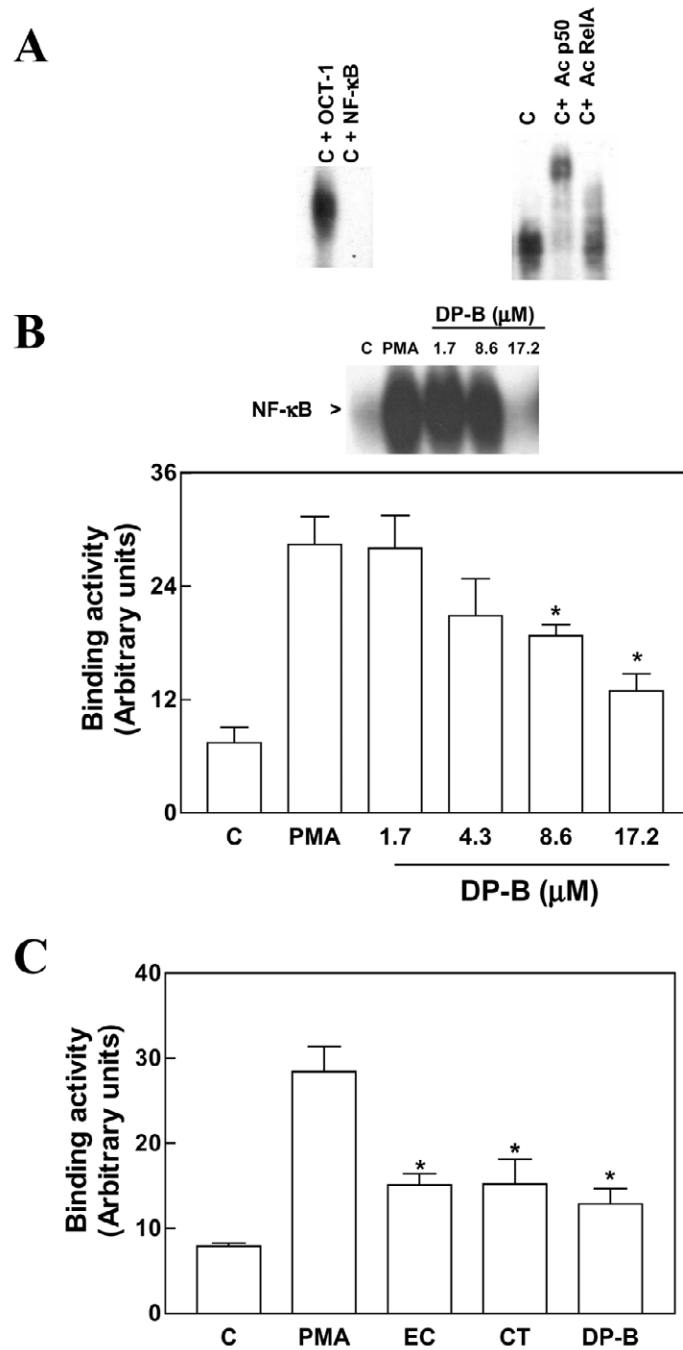 A
C + OCT-1
C + NF-κB
C
C+ Ac p50
C+ Ac RelA
B
DP-B (μM)
C PMA 1.7 8.6 17.2
NF-κB >
Binding activity
(Arbitrary units)
36
24
12
0
* *
C PMA 1.7 4.3 8.6 17.2
DP-B (μM)
C
Binding activity
(Arbitrary units)
40
30
20
10
0
* * *
C PMA EC CT DP-B